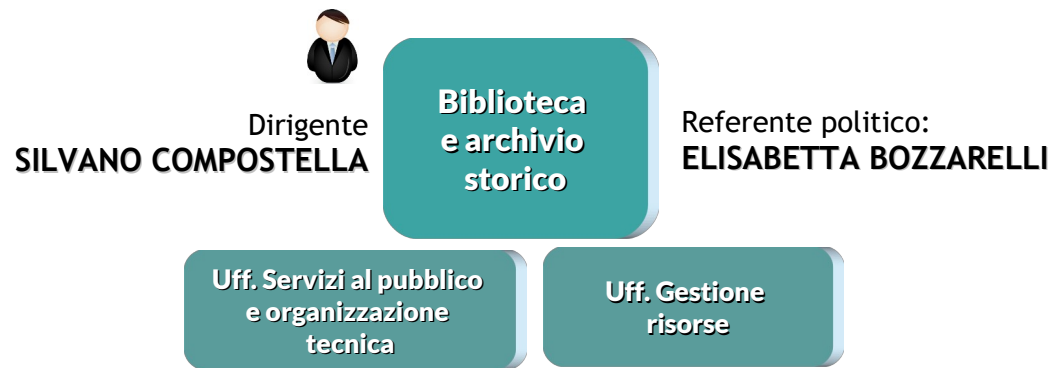 Dirigente
SILVANO COMPOSTELLA
Biblioteca
e archivio
storico
Referente politico:
ELISABETTA BOZZARELLI
Uff. Servizi al pubblico
e organizzazione
tecnica
Uff. Gestione
risorse